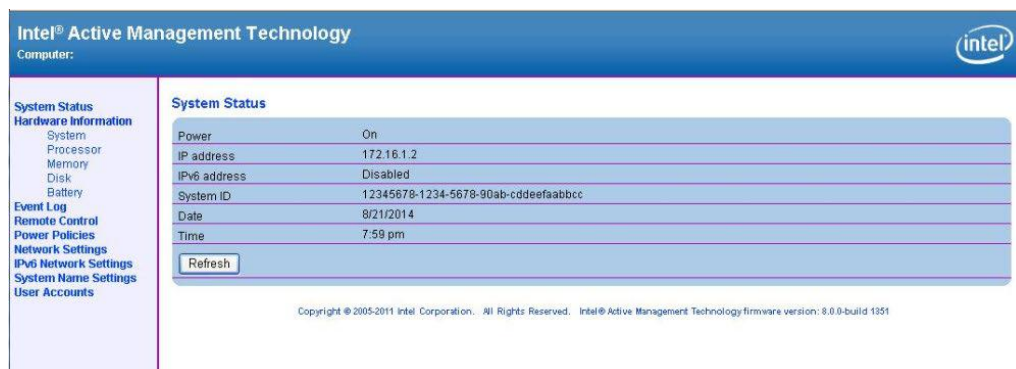 Intel® Active Management Technology
Computer:
intel
System Status
Hardware Information
System
Processor
Memory
Disk
Battery
Event Log
Remote Control
Power Policies
Network Settings
IPv6 Network Settings
System Name Settings
User Accounts
System Status
Power On
IP address 172.16.1.2
IPv6 address Disabled
System ID 12345678-1234-5678-90ab-cddeefaabbcc
Date 8/21/2014
Time 7:59 pm
Refresh
Copyright © 2005-2011 Intel Corporation. All Rights Reserved. Intel® Active Management Technology firmware version: 8.0.0-build 1351